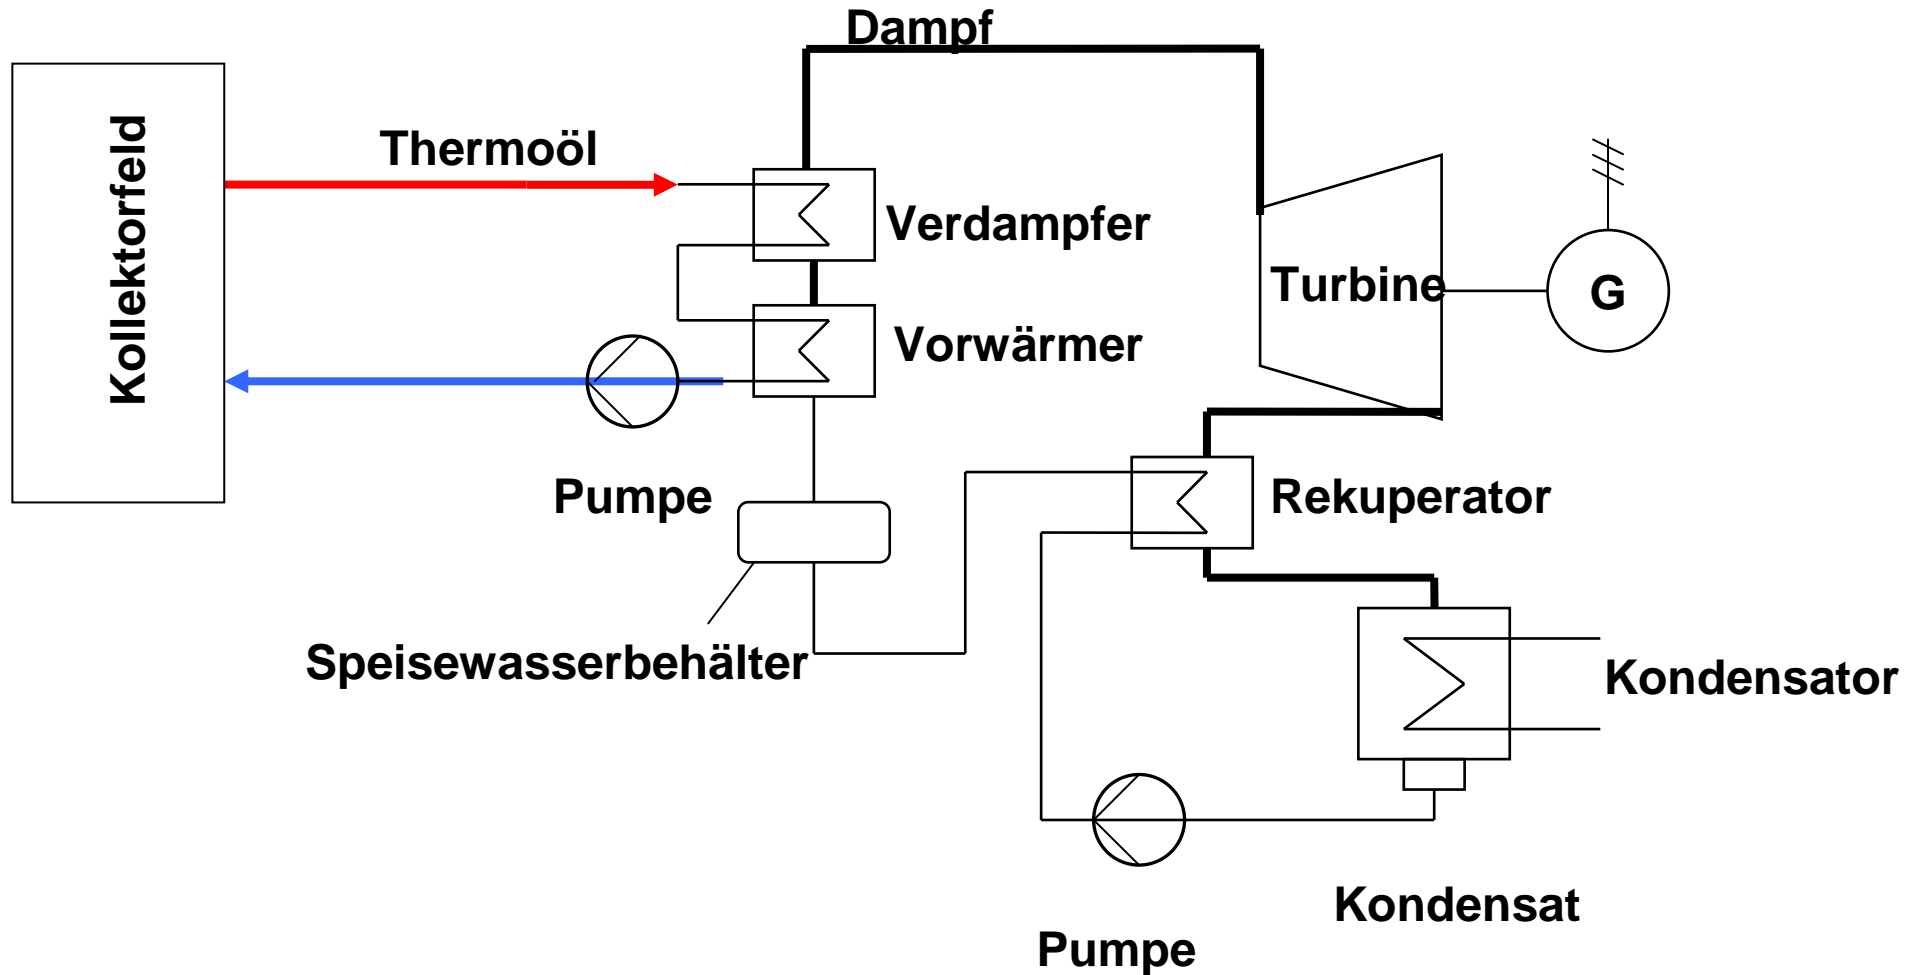 Dampf
Kollektorfeld
Thermoöl
Verdampfer
Turbine
G
Vorwärmer
Pumpe
Rekuperator
Speisewasserbehälter
Kondensator
Kondensat
Pumpe